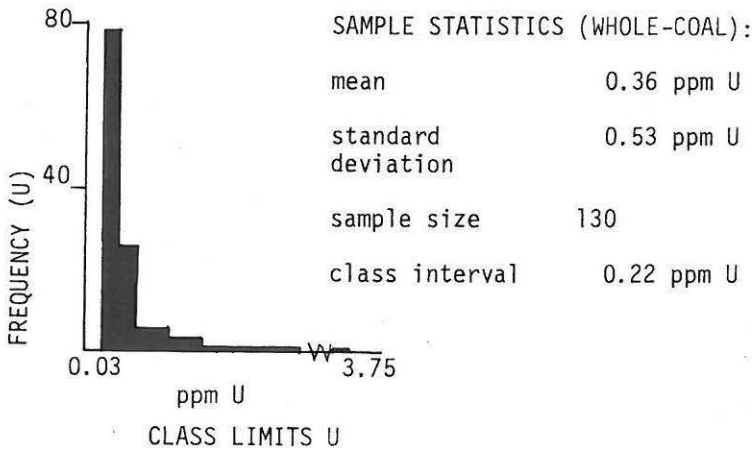 80
40
FREQUENCY (U)
0.03
3.75
ppm U
CLASS LIMITS U
SAMPLE STATISTICS (WHOLE-COAL):
mean 0.36 ppm U
standard 0.53 ppm U
deviation
sample size 130
class interval 0.22 ppm U